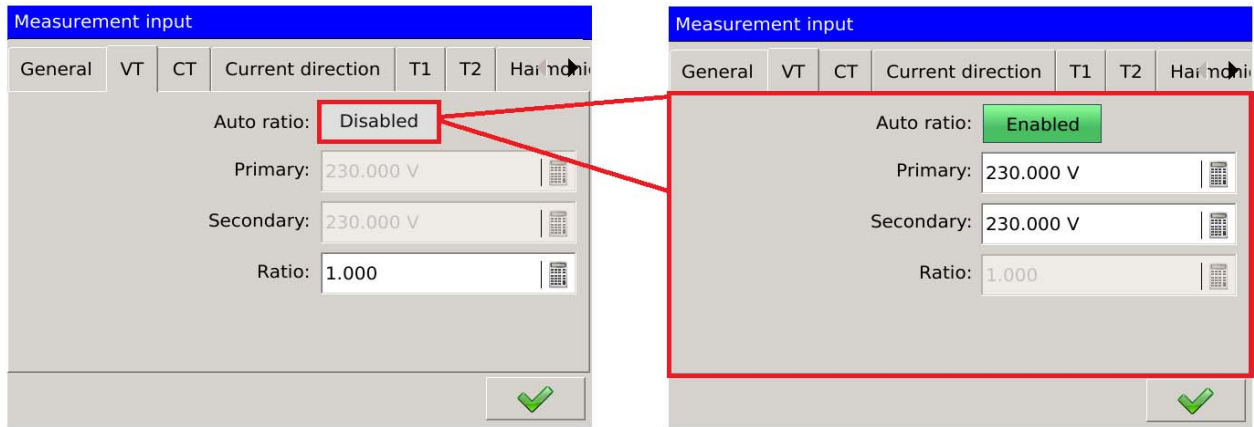 Measurement input
General VT CT Current direction T1 T2
Auto ratio: Disabled
Primary: 230.000 V
Secondary: 230.000 V
Ratio: 1.000
Measurement input
General VT CT Current direction T1 T2
Auto ratio: Enabled
Primary: 230.000 V
Secondary: 230.000 V
Ratio: 1.000